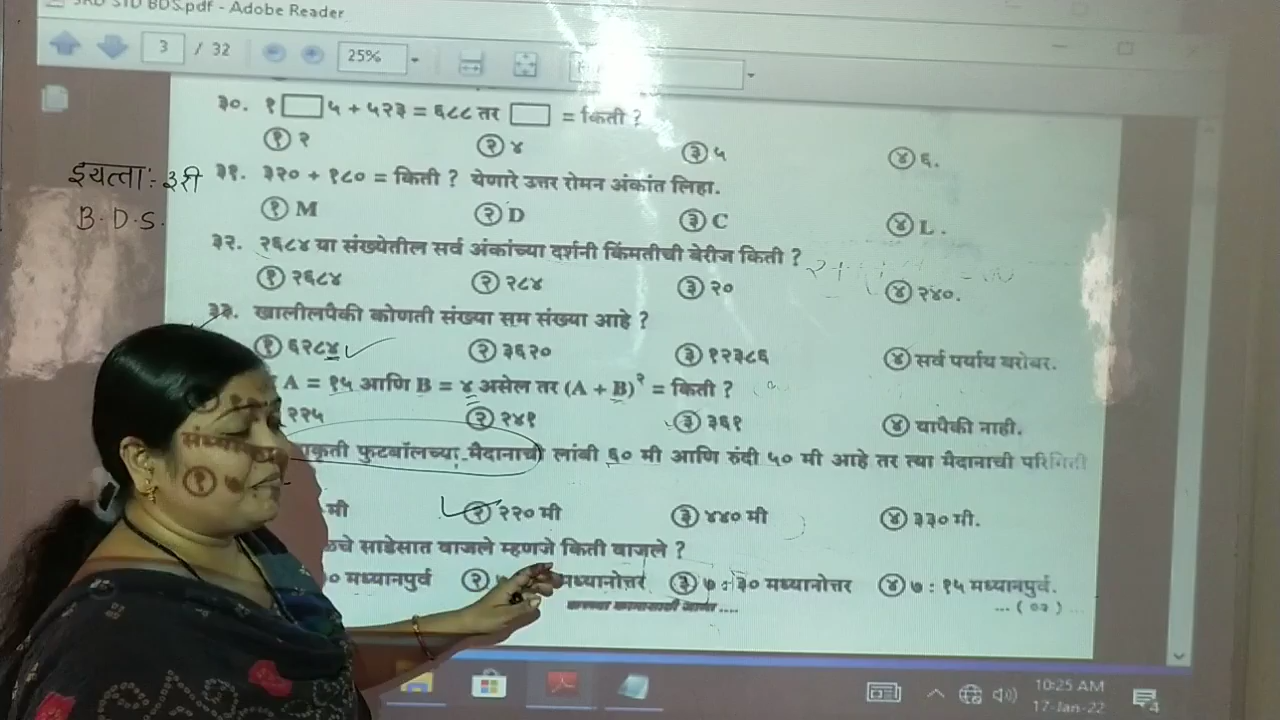 3RD STD BDS.pdf - Adobe Reader
3 / 32 25%
३०. १ ५ + ५२३ = ६८८ तर = किती ?
१ २ २ ४ ३ ५ ४ ६.
इयत्ता: ३री
B.D.S.
३१. ३२० + १८० = किती ? येणारे उत्तर रोमन अंकांत लिहा.
१ M २ D ३ C ४ L.
३२. २६८४ या संख्येतील सर्व अंकांच्या दर्शनी किंमतीची बेरीज किती ?
१ २६८४ २ २८४ ३ २० ४ २४०.
३३. खालीलपैकी कोणती संख्या सम संख्या आहे ?
१ ६२८४ २ ३६२० ३ १२३८६ ४ सर्व पर्याय बरोबर.
A = १५ आणि B = ४ असेल तर (A + B)² = किती ?
२२५ २ २४१ ३ ३६१ ४ यापैकी नाही.
फुटबॉलच्या मैदानाची लांबी ६० मी आणि रुंदी ५० मी आहे तर त्या मैदानाची परिमिती
मी २ २२० मी ३ ४४० मी ४ ३३० मी.
साडेसात वाजले म्हणजे किती वाजले ?
मध्यानपुर्व २ मध्यानोत्तर ३ ७ : ३० मध्यानोत्तर ४ ७ : १५ मध्यानपुर्व.
10:25 AM
17-Jan-22